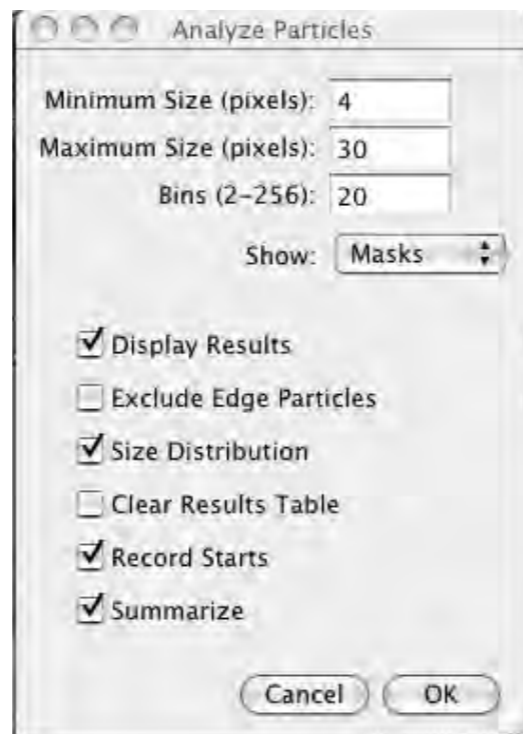 Analyze Particles
Minimum Size (pixels): 4
Maximum Size (pixels): 30
Bins (2–256): 20
Show: Masks
Display Results
Exclude Edge Particles
Size Distribution
Clear Results Table
Record Starts
Summarize
Cancel OK